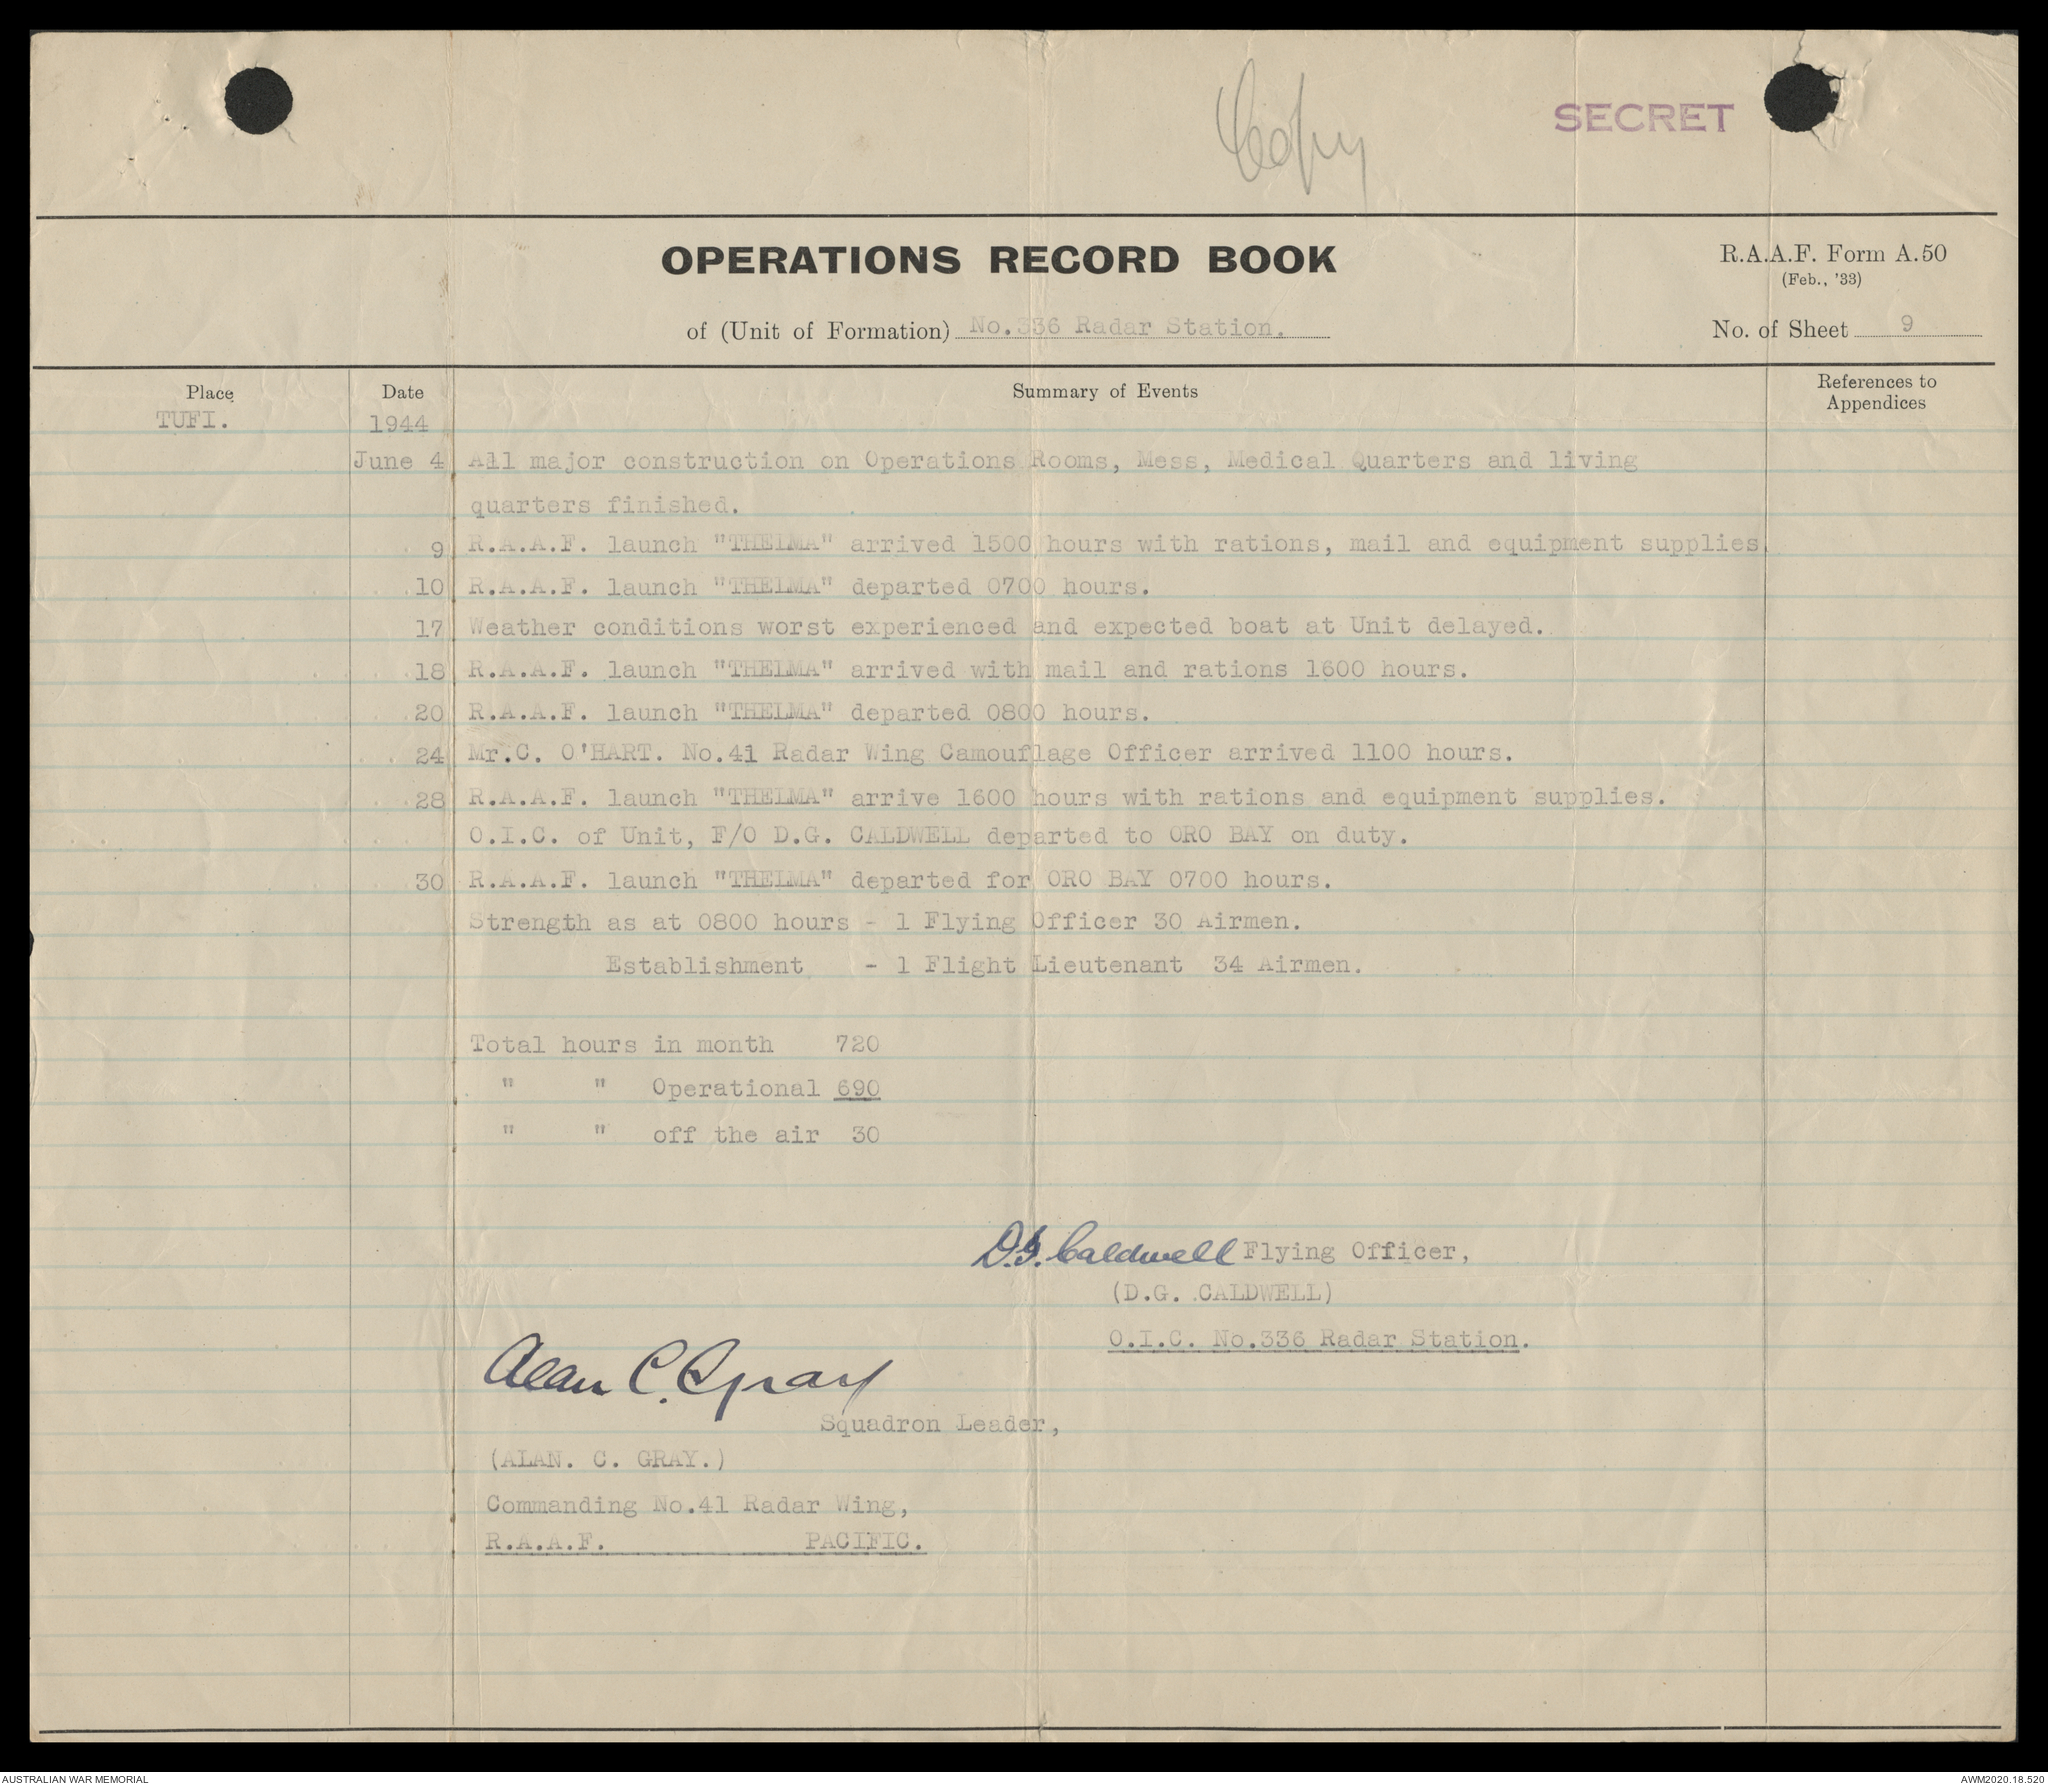 Copy
SECRET
OPERATIONS RECORD BOOK
R.A.A.F. Form A.50
(Feb., '33)
of (Unit of Formation) No.336 Radar Station.
No. of Sheet 9
Place
Date
Summary of Events
References to
Appendices
TUFI.
1944
June 4 All major construction on Operations Rooms, Mess, Medical Quarters and living
quarters finished.
9 R.A.A.F. launch "THELMA" arrived 1500 hours with rations, mail and equipment supplies.
10 R.A.A.F. launch "THELMA" departed 0700 hours.
17 Weather conditions worst experienced and expected boat at Unit delayed.
18 R.A.A.F. launch "THELMA" arrived with mail and rations 1600 hours.
20 R.A.A.F. launch "THELMA" departed 0800 hours.
24 Mr.C. O'HART. No.41 Radar Wing Camouflage Officer arrived 1100 hours.
28 R.A.A.F. launch "THELMA" arrive 1600 hours with rations and equipment supplies.
O.I.C. of Unit, F/O D.G. CALDWELL departed to ORO BAY on duty.
30 R.A.A.F. launch "THELMA" departed for ORO BAY 0700 hours.
Strength as at 0800 hours - 1 Flying Officer 30 Airmen.
Establishment - 1 Flight Lieutenant 34 Airmen.
Total hours in month 720
" " Operational 690
" " off the air 30
D.G. Caldwell Flying Officer,
(D.G. CALDWELL)
O.I.C. No.336 Radar Station.
Alan C. Gray
Squadron Leader,
(ALAN. C. GRAY.)
Commanding No.41 Radar Wing,
R.A.A.F. PACIFIC.
AUSTRALIAN WAR MEMORIAL
AWM2020.18.520